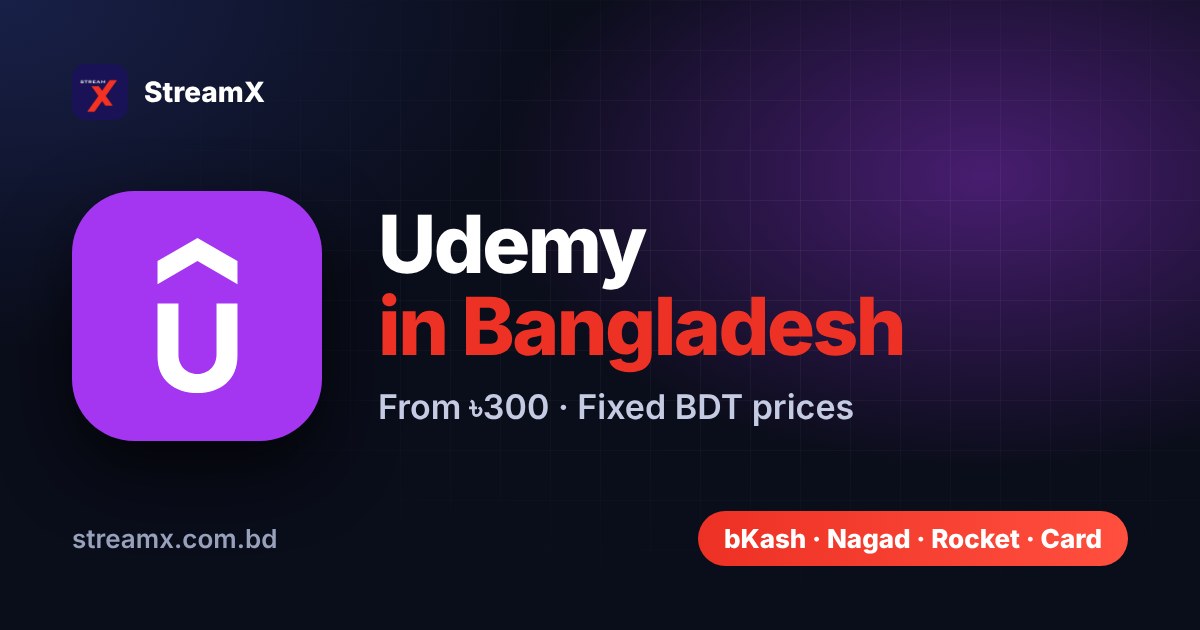 STREAM
X
StreamX
Udemy
in Bangladesh
From ৳300 · Fixed BDT prices
streamx.com.bd
bKash · Nagad · Rocket · Card